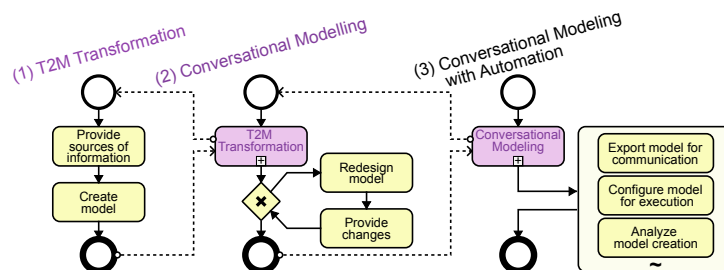 (1) T2M Transformation
(2) Conversational Modelling
(3) Conversational Modeling
with Automation
Provide
sources of
information
Create
model
T2M
Transformation
Redesign
model
Provide
changes
Conversational
Modeling
Export model for
communication
Configure model
for execution
Analyze
model creation
~